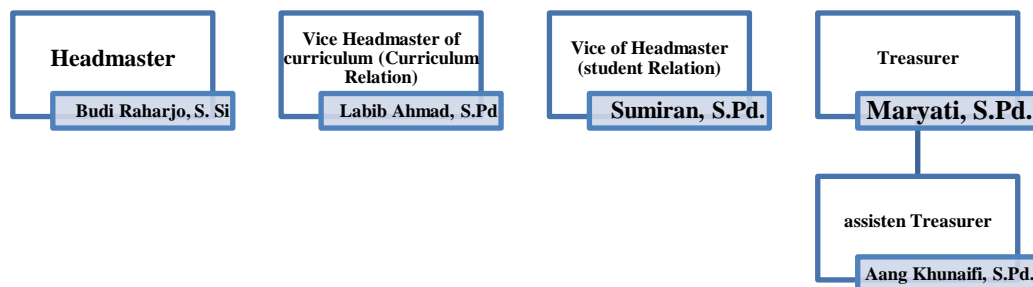 Headmaster
Budi Raharjo, S. Si
Vice Headmaster of
curriculum (Curriculum
Relation)
Labib Ahmad, S.Pd
Vice of Headmaster
(student Relation)
Sumiran, S.Pd.
Treasurer
Maryati, S.Pd.
assisten Treasurer
Aang Khunaifi, S.Pd.